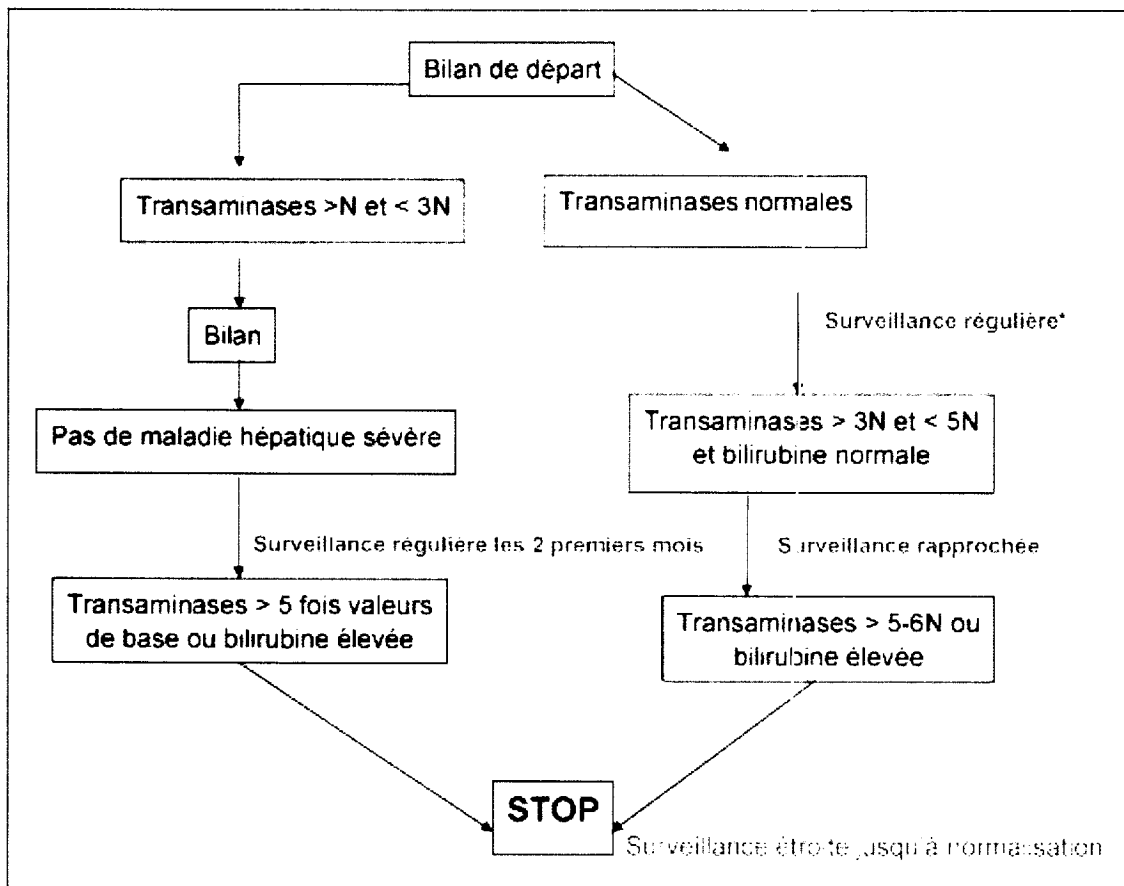 Bilan de départ
Transaminases >N et < 3N
Transaminases normales
Bilan
Surveillance régulière*
Pas de maladie hépatique sévère
Transaminases > 3N et < 5N
et bilirubine normale
Surveillance régulière les 2 premiers mois
Surveillance rapprochée
Transaminases > 5 fois valeurs
de base ou bilirubine élevée
Transaminases > 5-6N ou
bilirubine élevée
STOP
Surveillance étroite jusqu'à normalisation